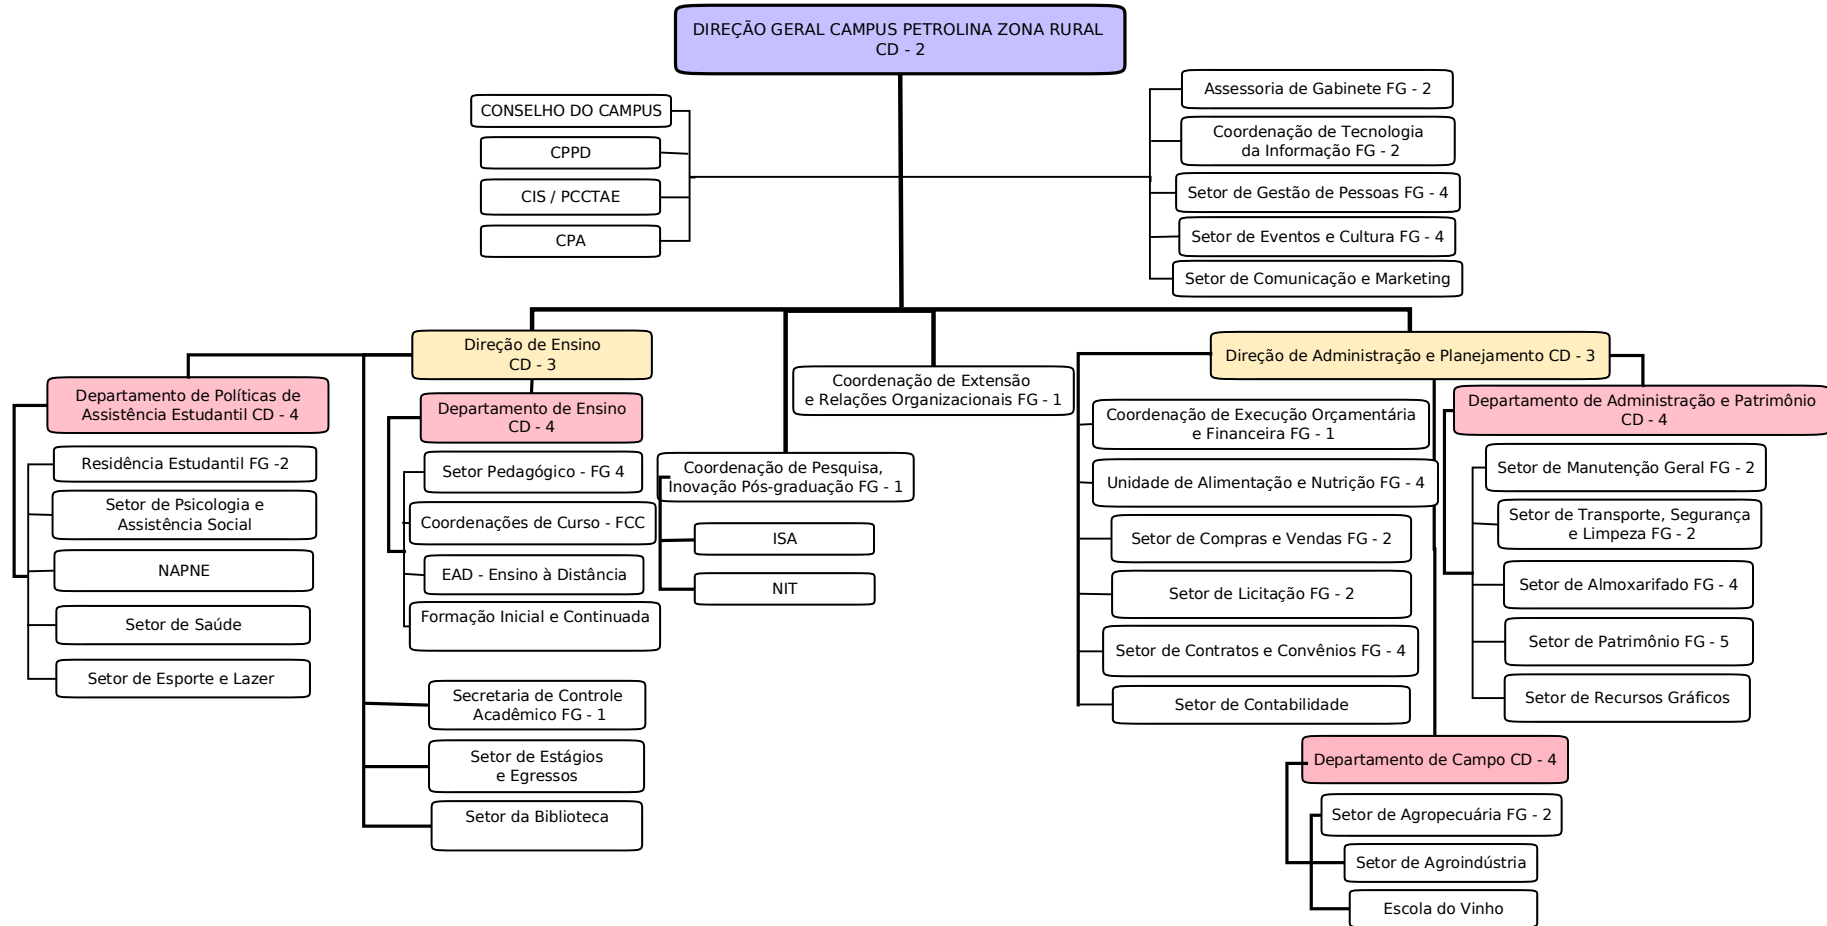 DIREÇÃO GERAL CAMPUS PETROLINA ZONA RURAL
CD - 2
CONSELHO DO CAMPUS
CPPD
CIS / PCCTAE
CPA
Assessoria de Gabinete FG - 2
Coordenação de Tecnologia
da Informação FG - 2
Setor de Gestão de Pessoas FG - 4
Setor de Eventos e Cultura FG - 4
Setor de Comunicação e Marketing
Direção de Ensino
CD - 3
Departamento de Políticas de
Assistência Estudantil CD - 4
Residência Estudantil FG -2
Setor de Psicologia e
Assistência Social
NAPNE
Setor de Saúde
Setor de Esporte e Lazer
Departamento de Ensino
CD - 4
Setor Pedagógico - FG 4
Coordenações de Curso - FCC
EAD - Ensino à Distância
Formação Inicial e Continuada
Secretaria de Controle
Acadêmico FG - 1
Setor de Estágios
e Egressos
Setor da Biblioteca
Coordenação de Pesquisa,
Inovação Pós-graduação FG - 1
ISA
NIT
Coordenação de Extensão
e Relações Organizacionais FG - 1
Direção de Administração e Planejamento CD - 3
Coordenação de Execução Orçamentária
e Financeira FG - 1
Unidade de Alimentação e Nutrição FG - 4
Setor de Compras e Vendas FG - 2
Setor de Licitação FG - 2
Setor de Contratos e Convênios FG - 4
Setor de Contabilidade
Departamento de Administração e Patrimônio
CD - 4
Setor de Manutenção Geral FG - 2
Setor de Transporte, Segurança
e Limpeza FG - 2
Setor de Almoxarifado FG - 4
Setor de Patrimônio FG - 5
Setor de Recursos Gráficos
Departamento de Campo CD - 4
Setor de Agropecuária FG - 2
Setor de Agroindústria
Escola do Vinho